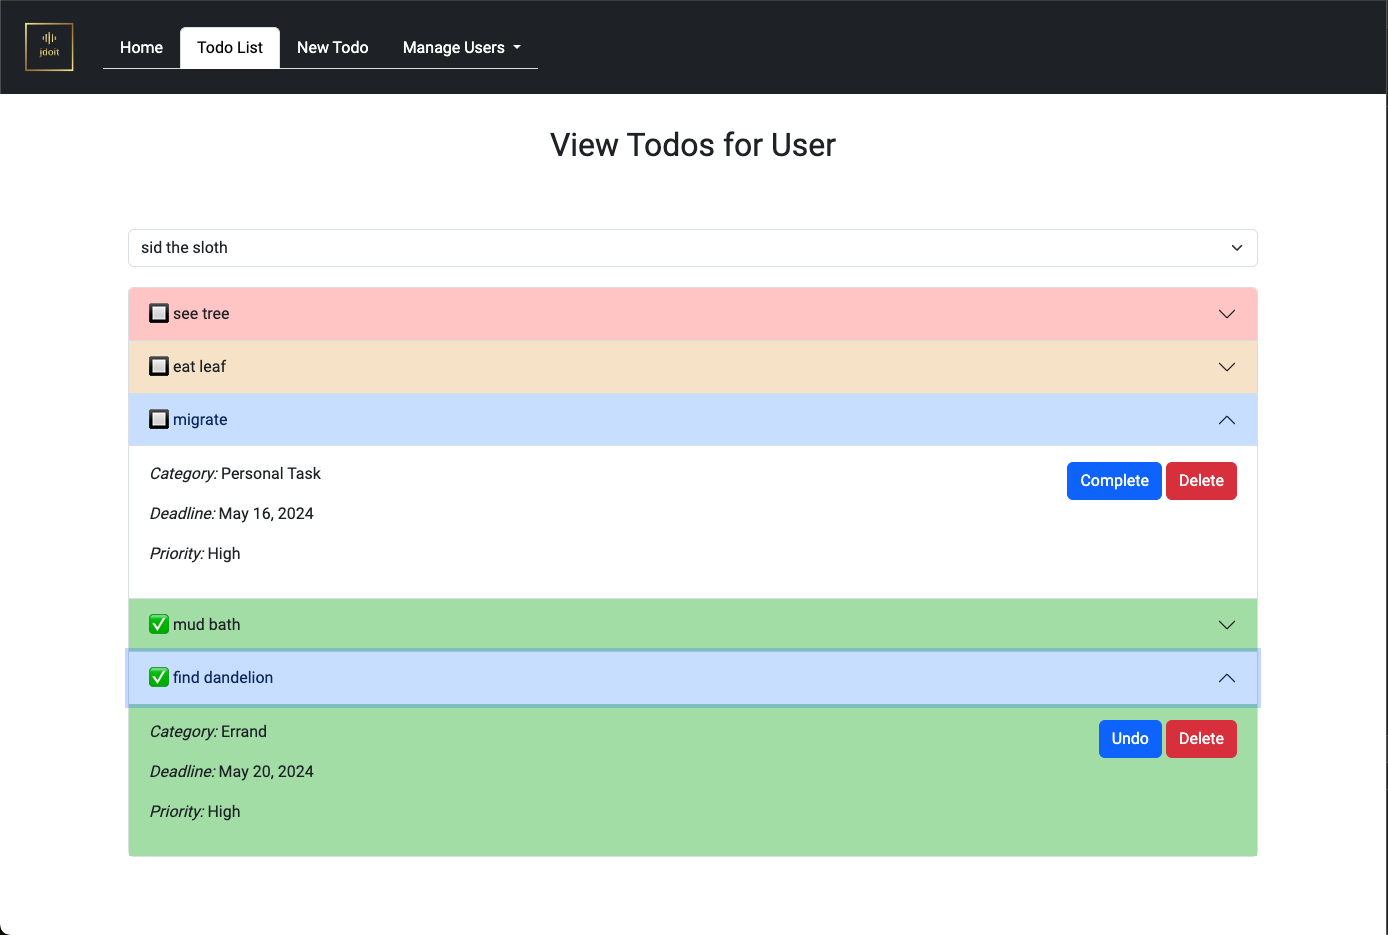 jdoit
Home Todo List New Todo Manage Users
View Todos for User
sid the sloth
see tree
eat leaf
migrate
Category: Personal Task
Complete Delete
Deadline: May 16, 2024
Priority: High
mud bath
find dandelion
Category: Errand
Undo Delete
Deadline: May 20, 2024
Priority: High